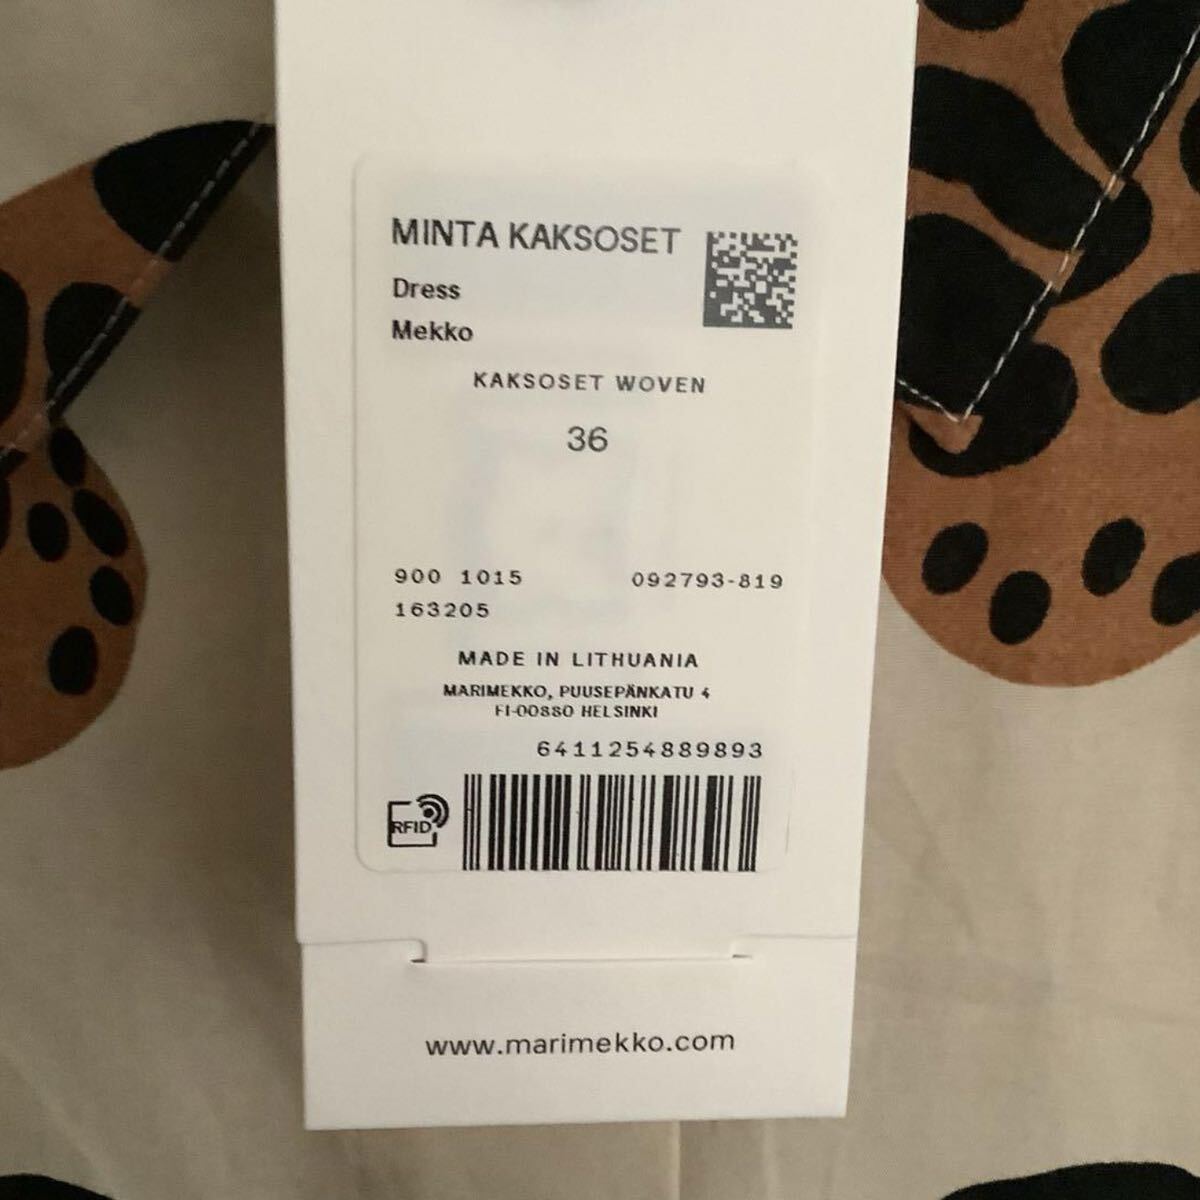 MINTA KAKSOSET
Dress
Mekko
KAKSOSET WOVEN
36
900 1015 092793-819
163205
MADE IN LITHUANIA
MARIMEKKO, PUUSEPÄNKATU 4
FI-00880 HELSINKI
6411254889893
RFID
www.marimekko.com